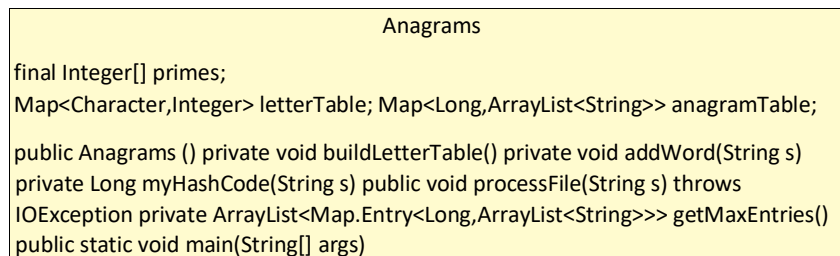 Anagrams
final Integer[] primes;
Map<Character,Integer> letterTable; Map<Long,ArrayList<String>> anagramTable;
public Anagrams () private void buildLetterTable() private void addWord(String s)
private Long myHashCode(String s) public void processFile(String s) throws
IOException private ArrayList<Map.Entry<Long,ArrayList<String>>> getMaxEntries()
public static void main(String[] args)